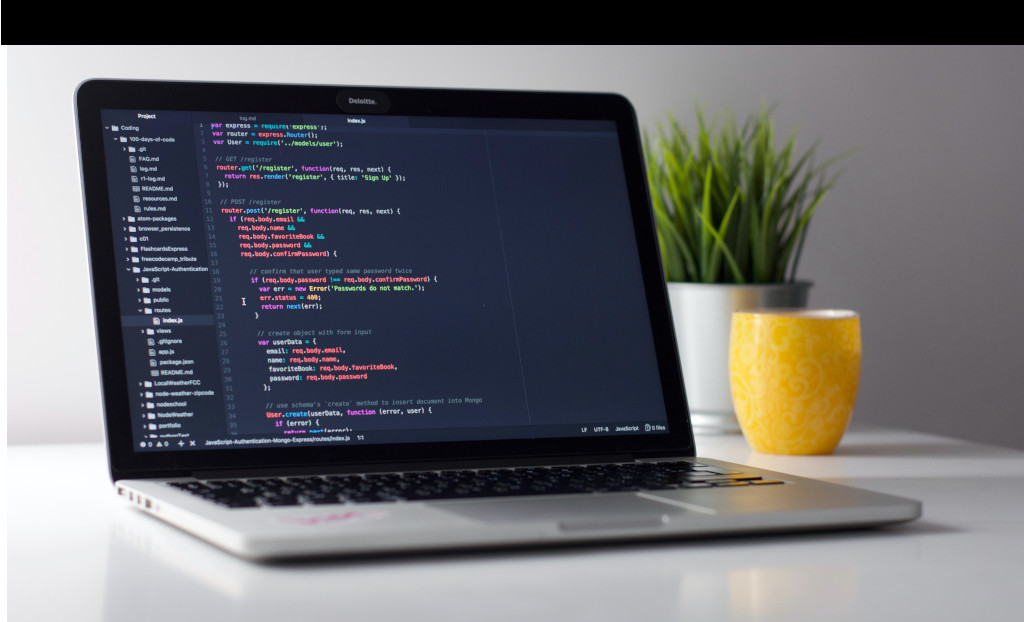 Deloitte.
Project
Coding
100-days-of-code
.git
FAQ.md
log.md
r1-log.md
README.md
resources.md
rules.md
atom-packages
browser_persistence
c01
FlashcardsExpress
freecodecamp_tribute
JavaScript-Authentication
.git
models
public
routes
index.js
views
.gitignore
app.js
package.json
README.md
LocalWeatherFCC
node-weather-zipcode
nodeschool
NodeWeather
portfolio
pythonTest
log.md
index.js
1 var express = require('express');
2 var router = express.Router();
3 var User = require('../models/user');
4
5 // GET /register
6 router.get('/register', function(req, res, next) {
7 return res.render('register', { title: 'Sign Up' });
8 });
9
10 // POST /register
11 router.post('/register', function(req, res, next) {
12 if (req.body.email &&
13 req.body.name &&
14 req.body.favoriteBook &&
15 req.body.password &&
16 req.body.confirmPassword) {
17
18 // confirm that user typed same password twice
19 if (req.body.password !== req.body.confirmPassword) {
20 var err = new Error('Passwords do not match.');
21 err.status = 400;
22 return next(err);
23 }
24
25 // create object with form input
26 var userData = {
27 email: req.body.email,
28 name: req.body.name,
29 favoriteBook: req.body.favoriteBook,
30 password: req.body.password
31 };
32
33 // use schema's `create` method to insert document into Mongo
34 User.create(userData, function (error, user) {
35 if (error) {
return next(error);
0 0 JavaScript-Authentication-Mongo-Express/routes/index.js 1:1
LF UTF-8 JavaScript 0 files